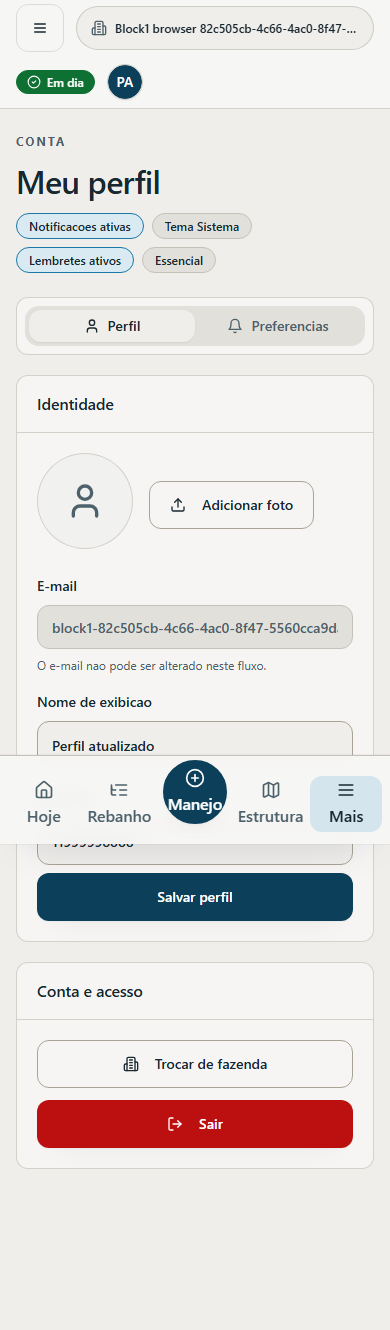 Block1 browser 82c505cb-4c66-4ac0-8f47-...
Em dia
PA
CONTA
Meu perfil
Notificacoes ativas
Tema Sistema
Lembretes ativos
Essencial
Perfil
Preferencias
Identidade
Adicionar foto
E-mail
block1-82c505cb-4c66-4ac0-8f47-5560cca9d
O e-mail nao pode ser alterado neste fluxo.
Nome de exibicao
Perfil atualizado
Hoje
Rebanho
Manejo
Estrutura
Mais
Salvar perfil
Conta e acesso
Trocar de fazenda
Sair